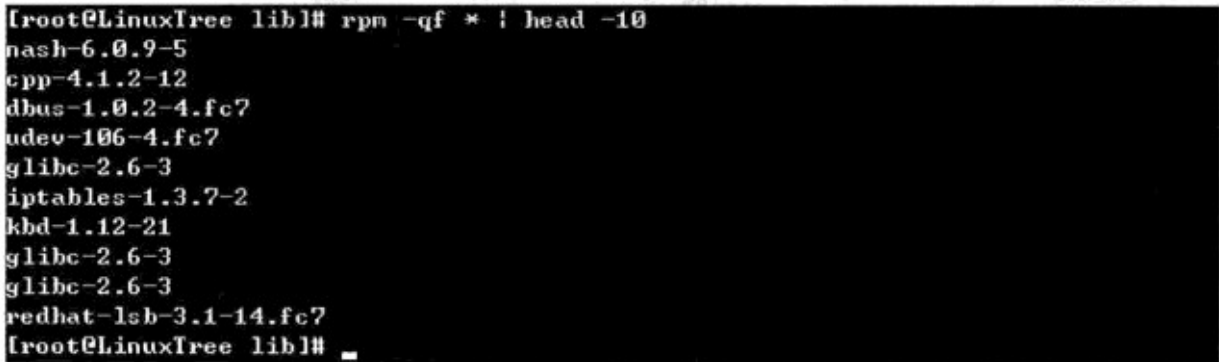 [root@LinuxTree lib]# rpm -qf * | head -10
nash-6.0.9-5
cpp-4.1.2-12
dbus-1.0.2-4.fc7
udev-106-4.fc7
glibc-2.6-3
iptables-1.3.7-2
kbd-1.12-21
glibc-2.6-3
glibc-2.6-3
redhat-lsb-3.1-14.fc7
[root@LinuxTree lib]#